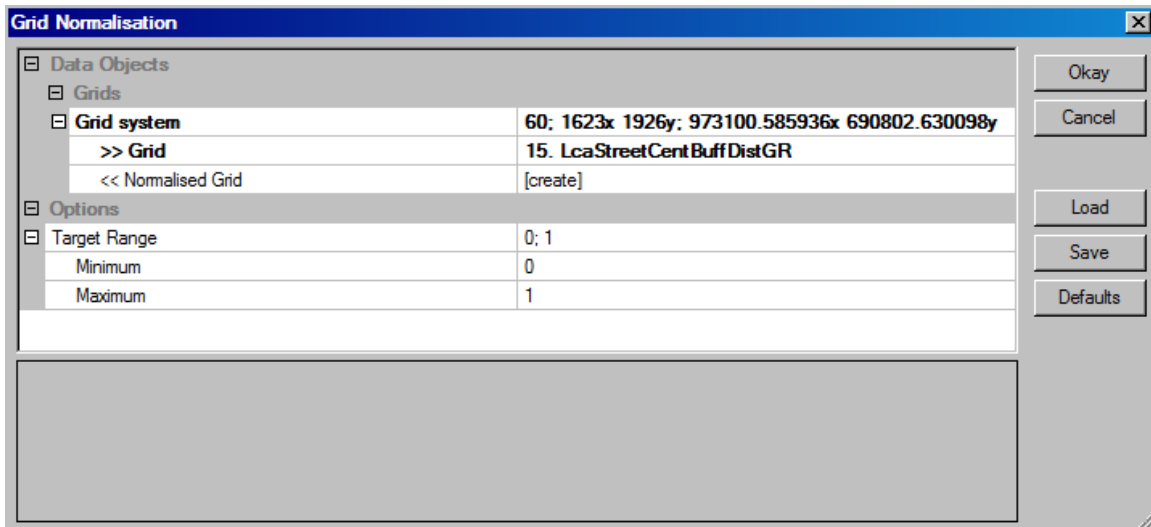 Grid Normalisation
Data Objects
Grids
Grid system 60; 1623x 1926y; 973100.585936x 690802.630098y
>> Grid 15. LcaStreetCentBuffDistGR
<< Normalised Grid [create]
Options
Target Range 0; 1
Minimum 0
Maximum 1
Okay
Cancel
Load
Save
Defaults